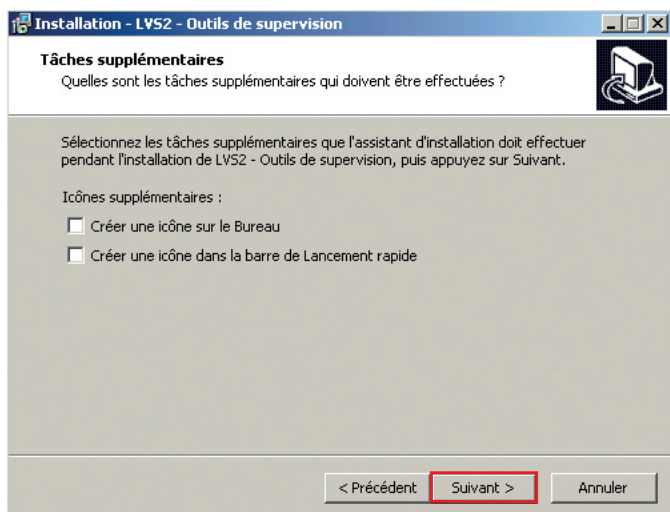 Installation - LVS2 - Outils de supervision
Tâches supplémentaires
Quelles sont les tâches supplémentaires qui doivent être effectuées ?
Sélectionnez les tâches supplémentaires que l'assistant d'installation doit effectuer
pendant l'installation de LVS2 - Outils de supervision, puis appuyez sur Suivant.
Icônes supplémentaires :
Créer une icône sur le Bureau
Créer une icône dans la barre de Lancement rapide
< Précédent Suivant > Annuler